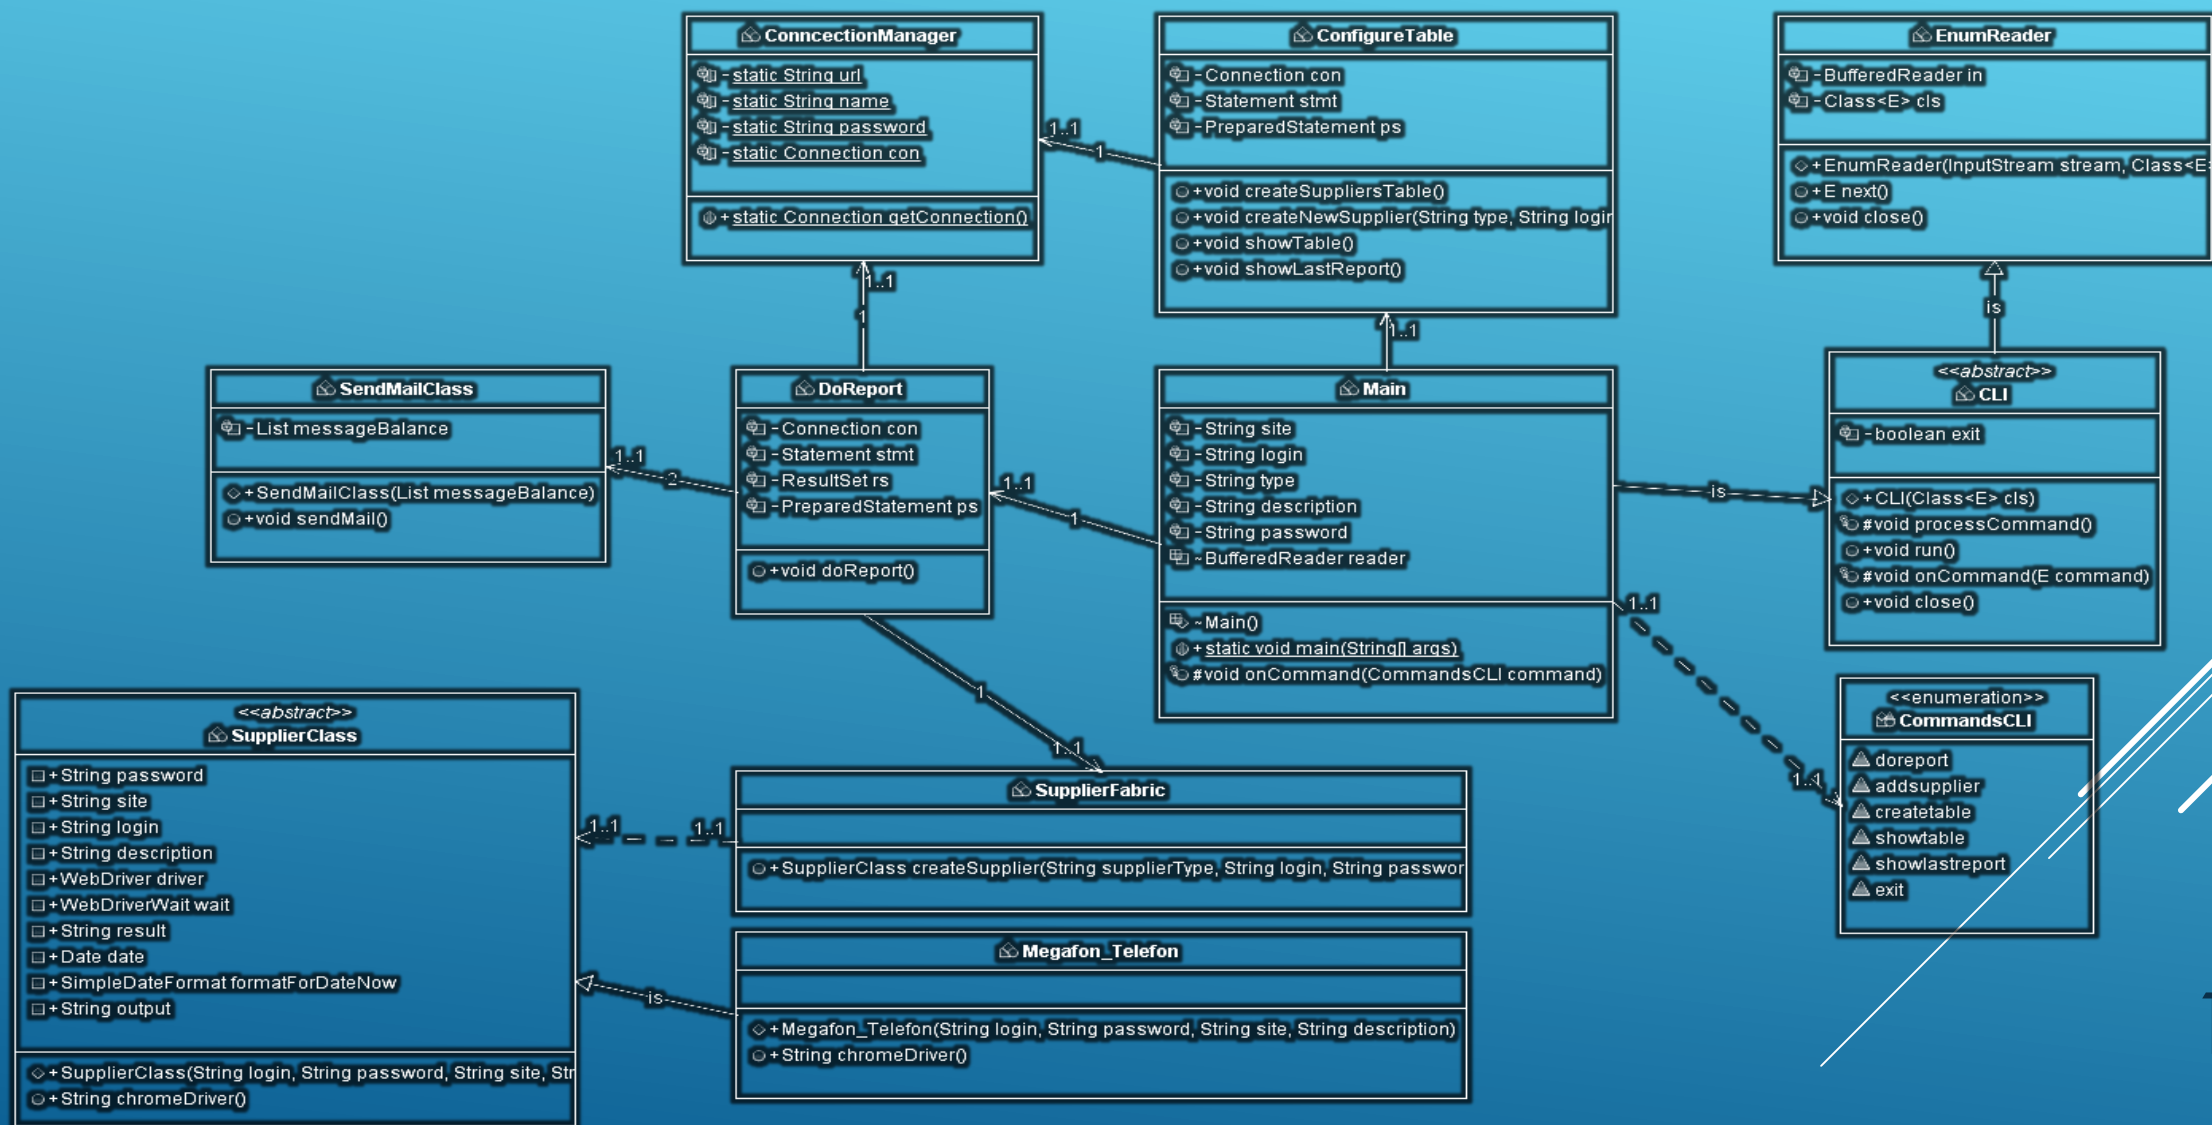 ConncectionManager
-static String url
-static String name
-static String password
-static Connection con
+static Connection getConnection()
ConfigureTable
-Connection con
-Statement stmt
-PreparedStatement ps
+void createSuppliersTable()
+void createNewSupplier(String type, String login
+void showTable()
+void showLastReport()
EnumReader
-BufferedReader in
-Class<E> cls
+EnumReader(InputStream stream, Class<E>
+E next()
+void close()
1..1
1
1..1
1
1..1
is
SendMailClass
-List messageBalance
+SendMailClass(List messageBalance)
+void sendMail()
1..1
2
DoReport
-Connection con
-Statement stmt
-ResultSet rs
-PreparedStatement ps
+void doReport()
1..1
1
Main
-String site
-String login
-String type
-String description
-String password
~BufferedReader reader
~Main()
+static void main(String[] args)
#void onCommand(CommandsCLI command)
is
<<abstract>>
CLI
-boolean exit
+CLI(Class<E> cls)
#void processCommand()
+void run()
#void onCommand(E command)
+void close()
1..1
1..1
1
1..1
<<enumeration>>
CommandsCLI
doreport
addsupplier
createtable
showtable
showlastreport
exit
<<abstract>>
SupplierClass
+String password
+String site
+String login
+String description
+WebDriver driver
+WebDriverWait wait
+String result
+Date date
+SimpleDateFormat formatForDateNow
+String output
+SupplierClass(String login, String password, String site, Str
+String chromeDriver()
1..1
1..1
SupplierFabric
+SupplierClass createSupplier(String supplierType, String login, String passwor
is
Megafon_Telefon
+Megafon_Telefon(String login, String password, String site, String description)
+String chromeDriver()